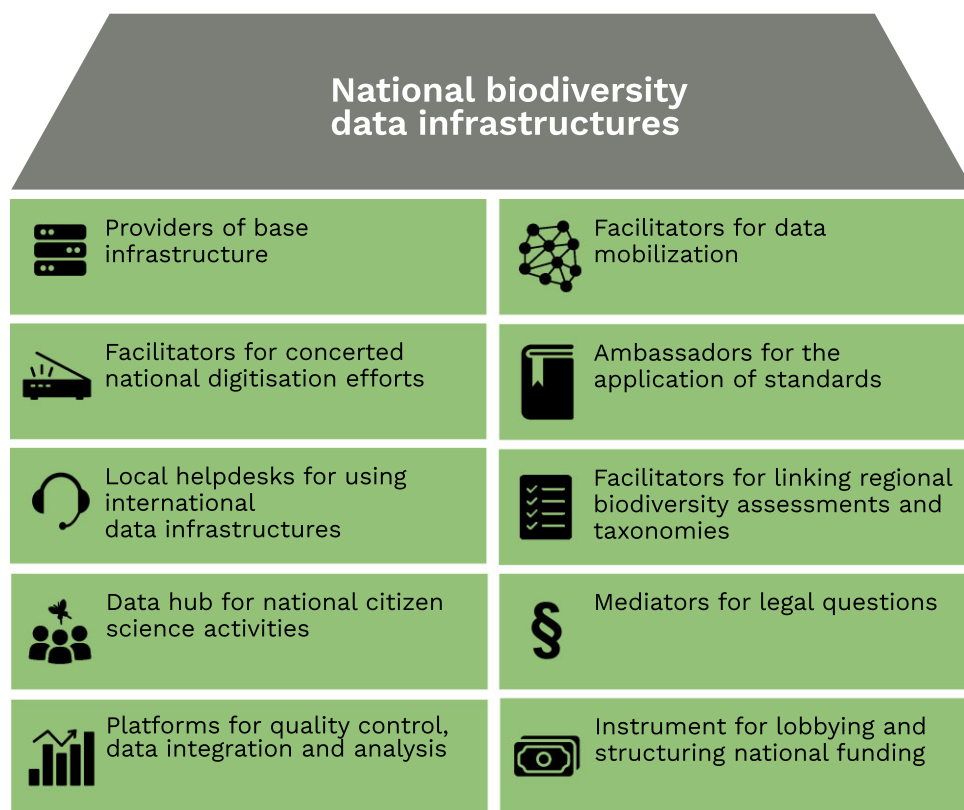 National biodiversity
data infrastructures
Providers of base
infrastructure
Facilitators for data
mobilization
Facilitators for concerted
national digitisation efforts
Ambassadors for the
application of standards
Local helpdesks for using
international
data infrastructures
Facilitators for linking regional
biodiversity assessments and
taxonomies
Data hub for national citizen
science activities
§
Mediators for legal questions
Platforms for quality control,
data integration and analysis
Instrument for lobbying and
structuring national funding